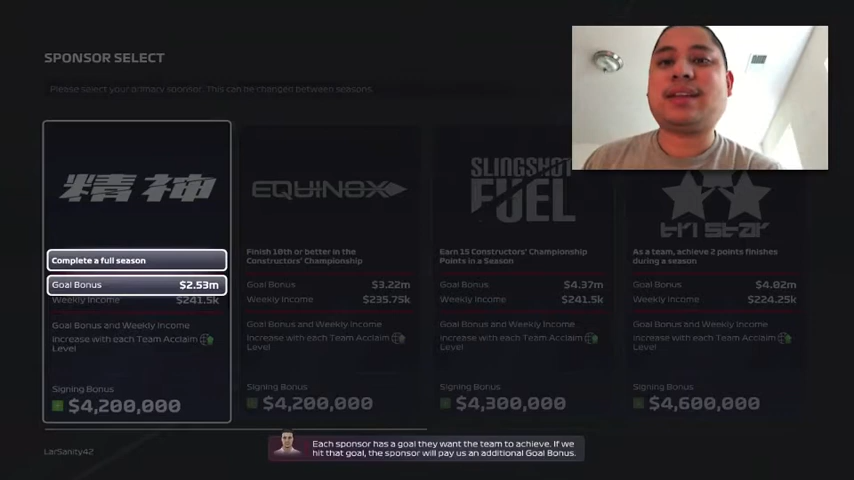 SPONSOR SELECT
Please select your primary sponsor. This can be changed between seasons.
精神
Complete a full season
Goal Bonus $2.53m
Weekly Income $241.5k
Goal Bonus and Weekly Income
Increase with each Team Acclaim
Level
Signing Bonus
$4,200,000
EQUINOX
Finish 10th or better in the
Constructors' Championship
Goal Bonus $3.22m
Weekly Income $235.75k
Goal Bonus and Weekly Income
Increase with each Team Acclaim
Level
Signing Bonus
$4,200,000
SLINGSHOT
FUEL
Earn 15 Constructors' Championship
Points in a Season
Goal Bonus $4.37m
Weekly Income $241.5k
Goal Bonus and Weekly Income
Increase with each Team Acclaim
Level
Signing Bonus
$4,300,000
tri star
As a team, achieve 2 points finishes
during a season
Goal Bonus $4.02m
Weekly Income $224.25k
Goal Bonus and Weekly Income
Increase with each Team Acclaim
Level
Signing Bonus
$4,600,000
Each sponsor has a goal they want the team to achieve. If we
hit that goal, the sponsor will pay us an additional Goal Bonus.
LarSanity42